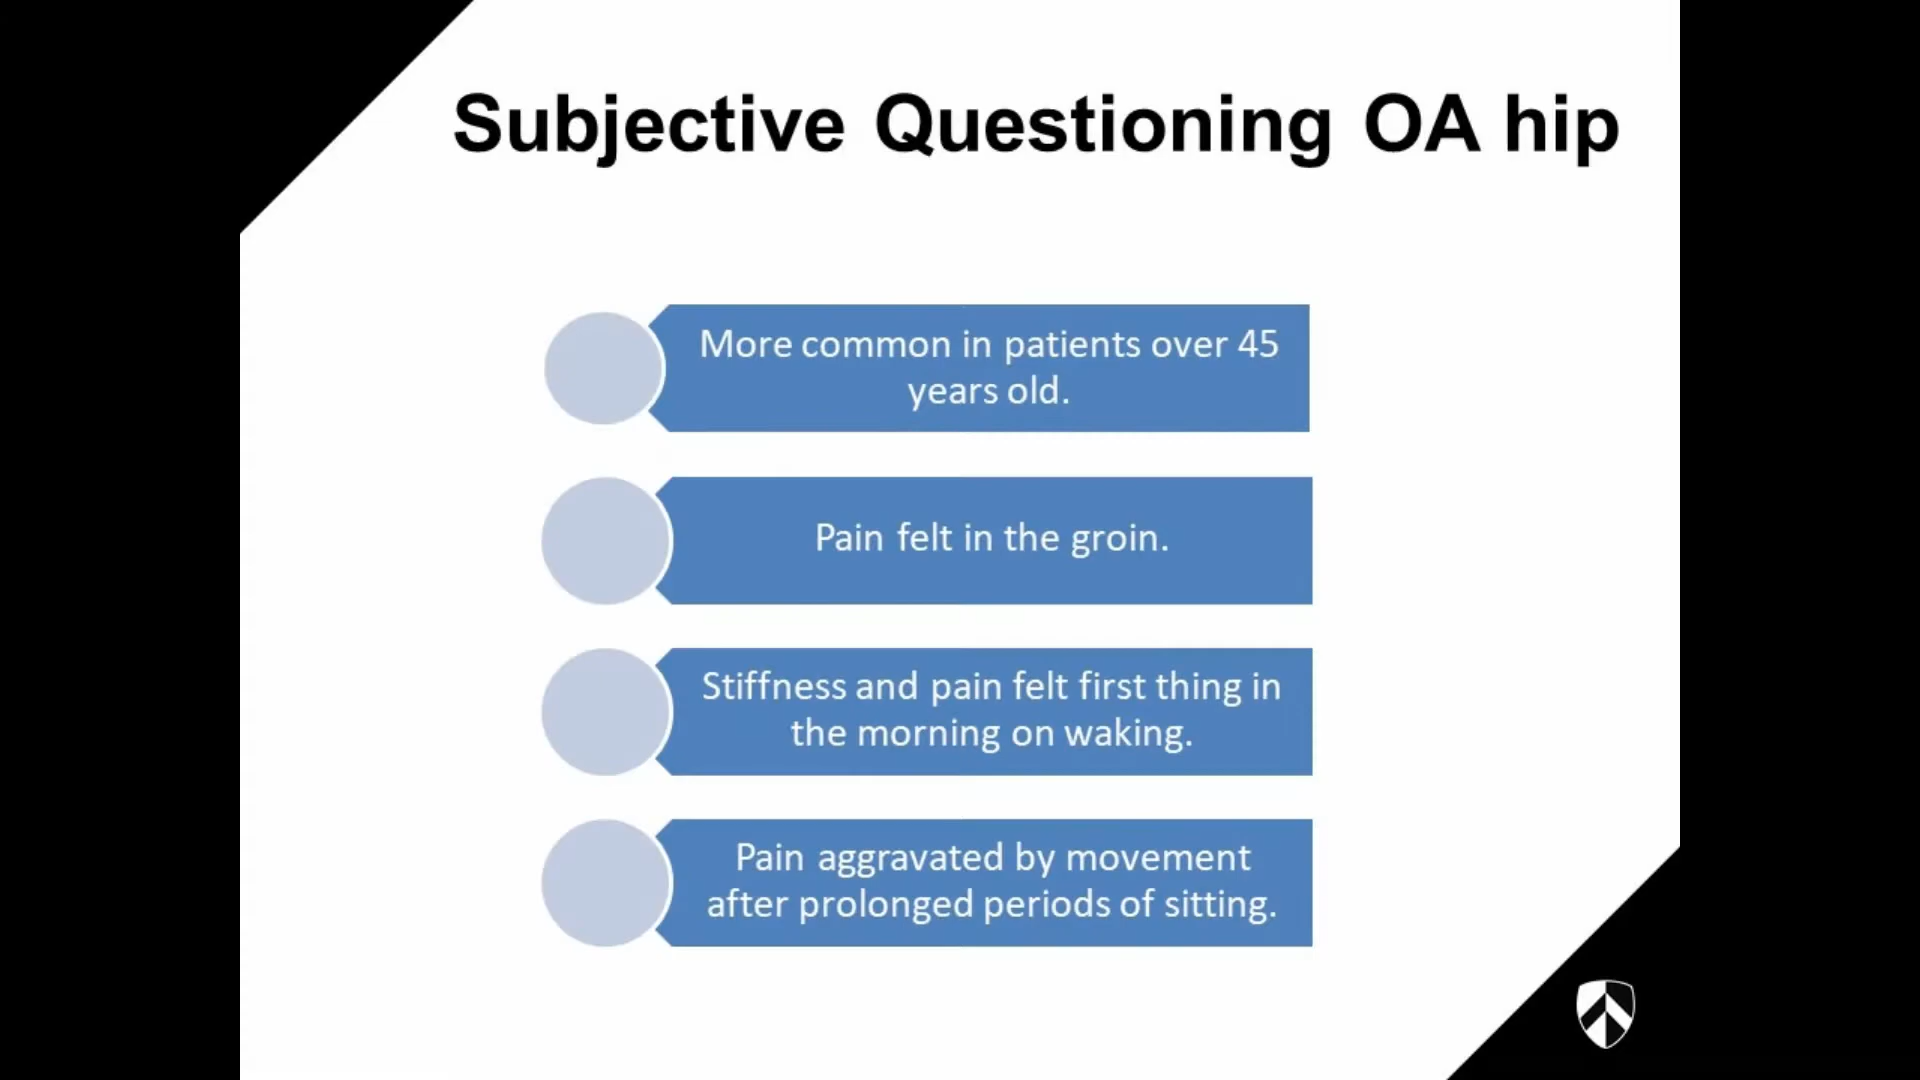 Subjective Questioning OA hip
More common in patients over 45
years old.
Pain felt in the groin.
Stiffness and pain felt first thing in
the morning on waking.
Pain aggravated by movement
after prolonged periods of sitting.